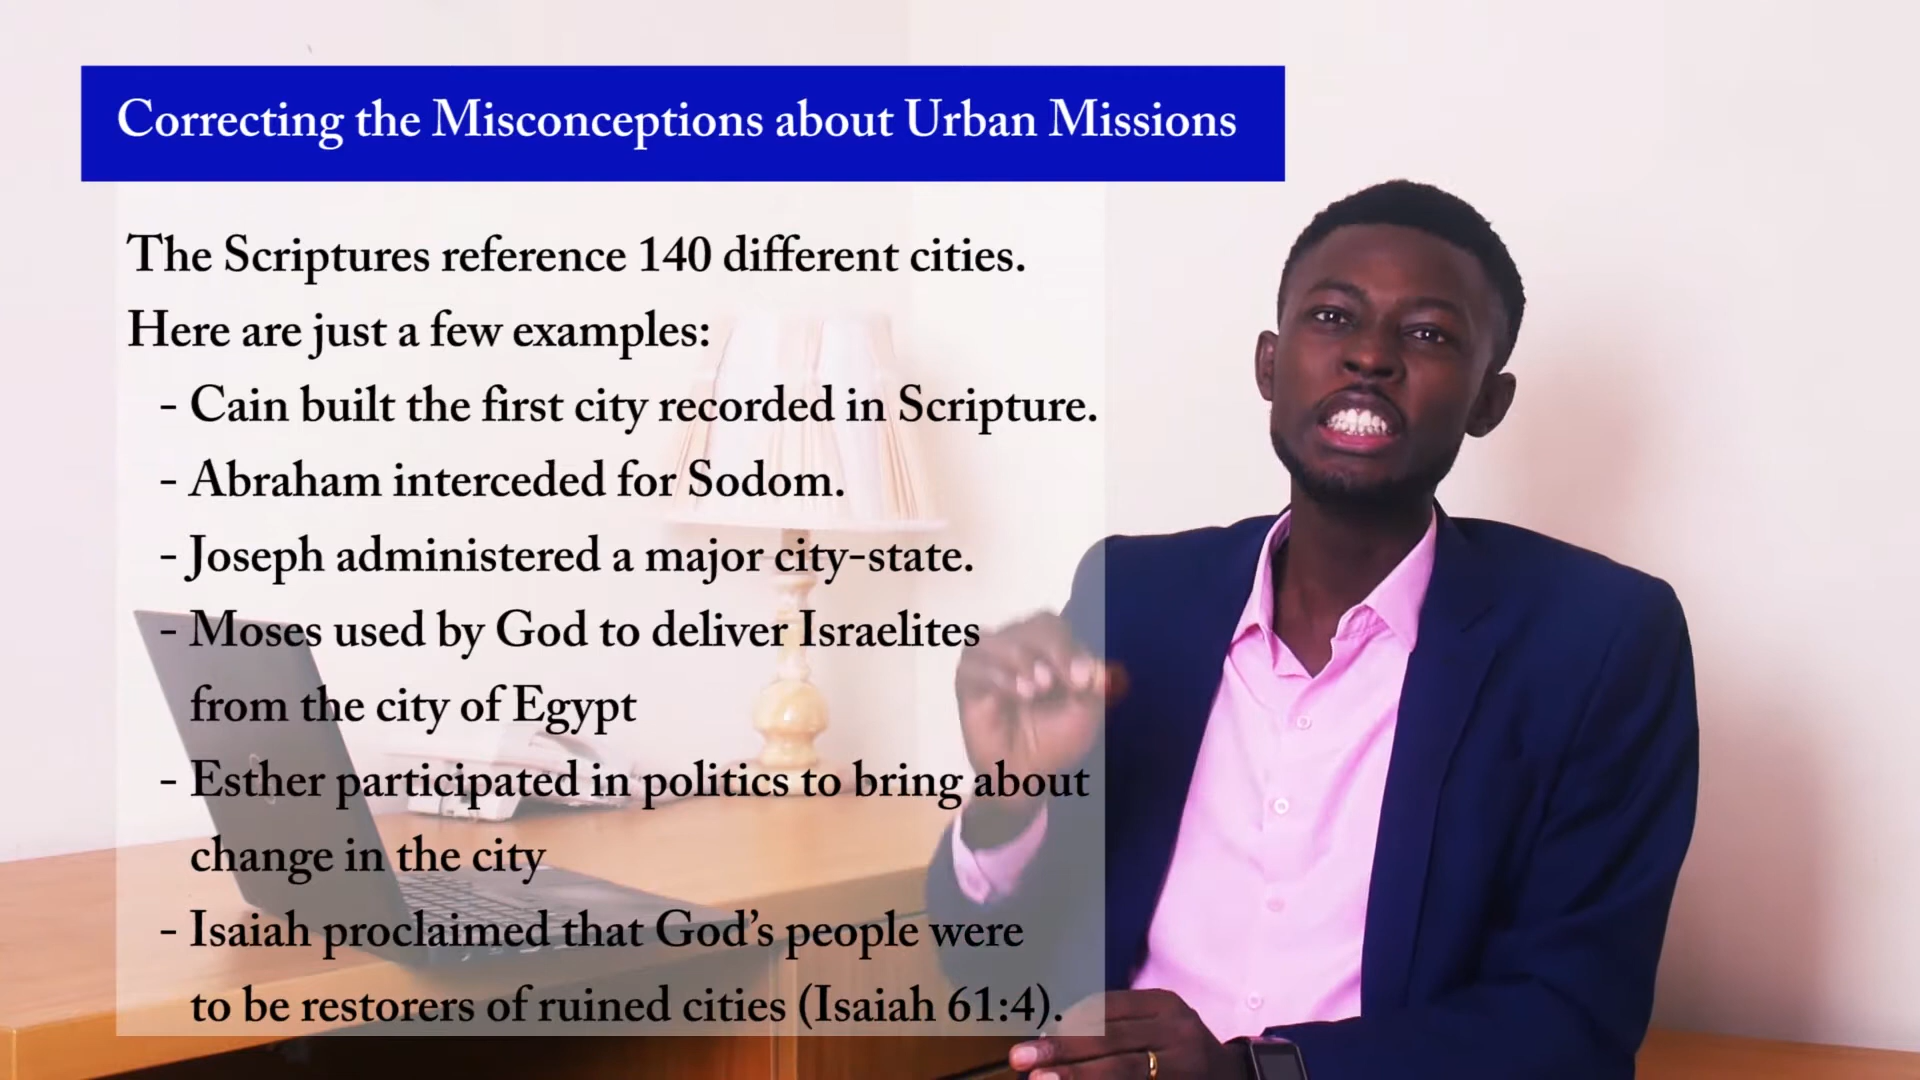 Correcting the Misconceptions about Urban Missions
The Scriptures reference 140 different cities.
Here are just a few examples:
- Cain built the first city recorded in Scripture.
- Abraham interceded for Sodom.
- Joseph administered a major city-state.
- Moses used by God to deliver Israelites
from the city of Egypt
- Esther participated in politics to bring about
change in the city
- Isaiah proclaimed that God’s people were
to be restorers of ruined cities (Isaiah 61:4).